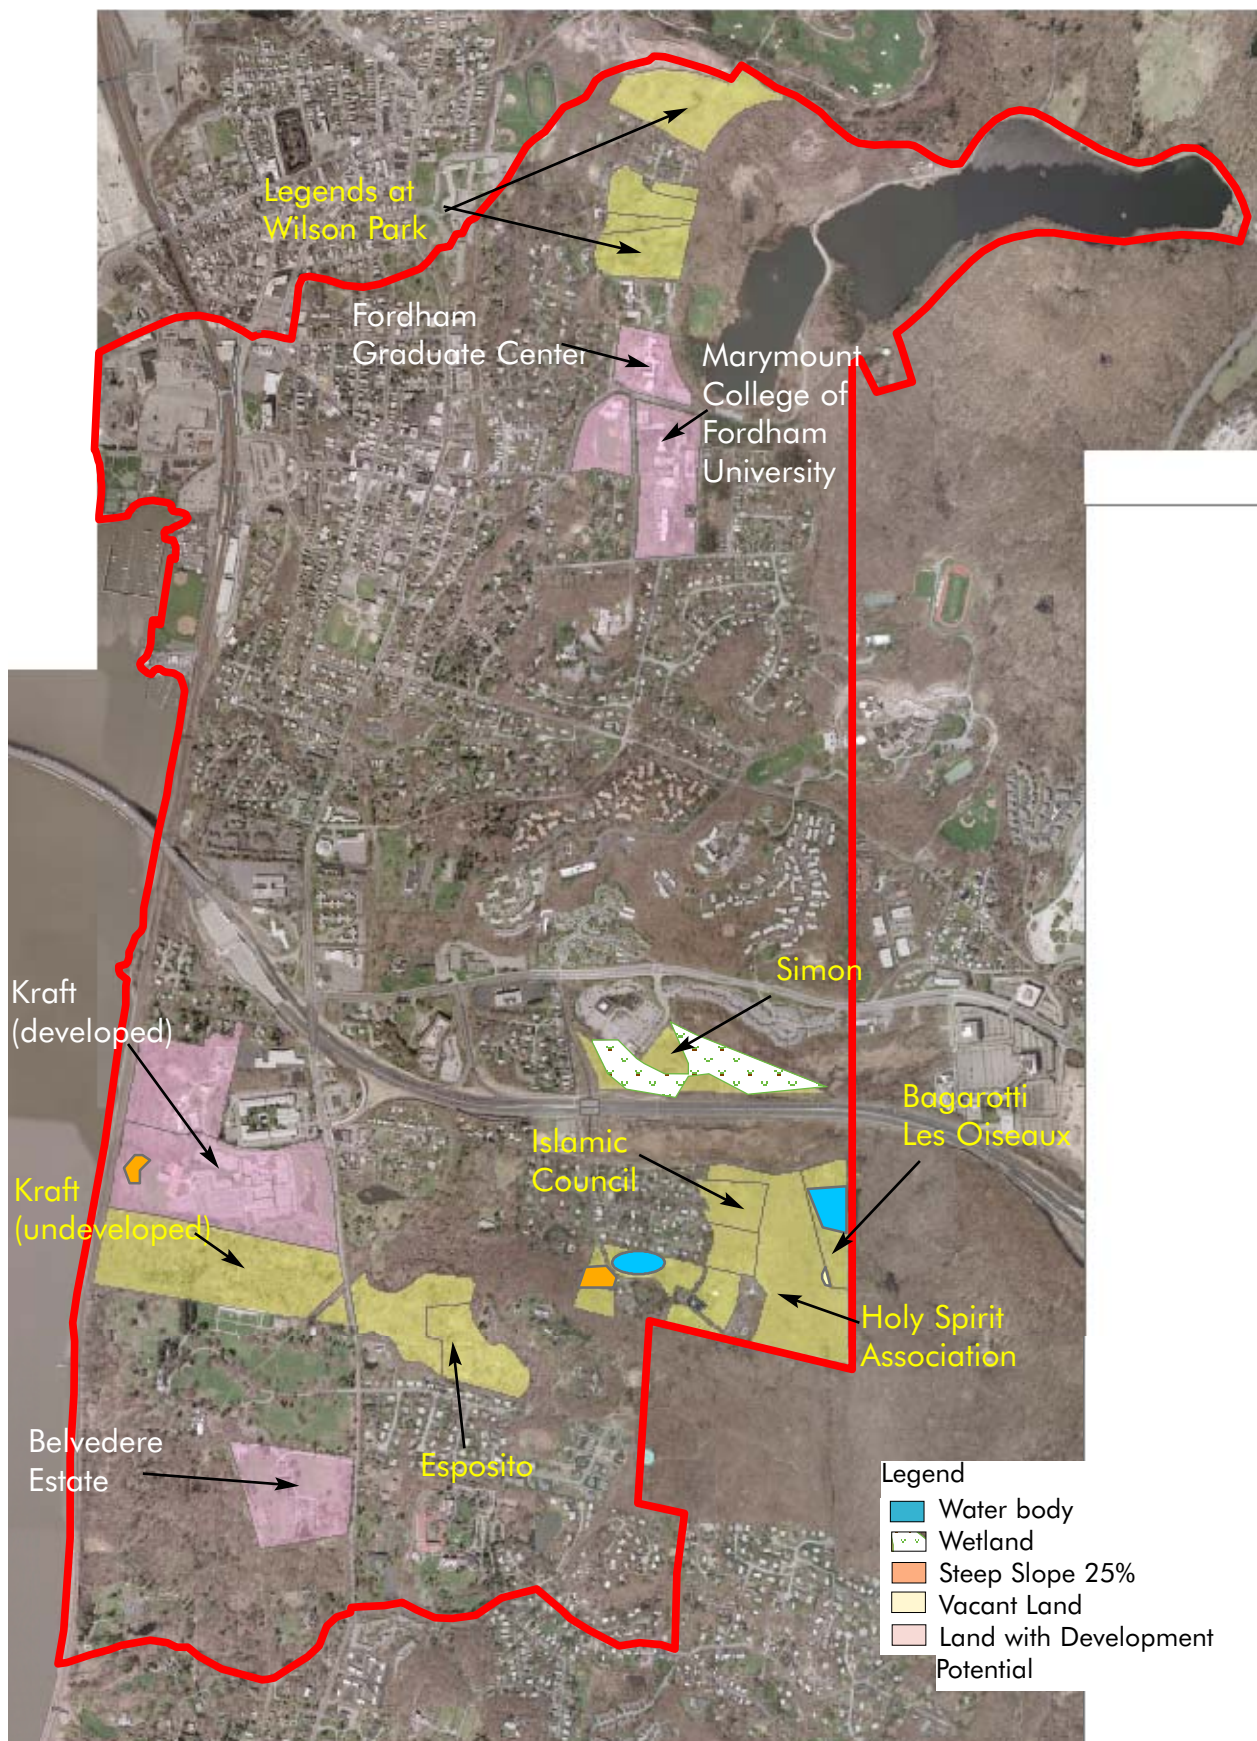 Legends at
Wilson Park
Fordham
Graduate Center
Marymount
College of
Fordham
University
Simon
Kraft
(developed)
Bagarotti
Les Oiseaux
Islamic
Council
Kraft
(undeveloped)
Holy Spirit
Association
Belvedere
Estate
Esposito
Legend
Water body
Wetland
Steep Slope 25%
Vacant Land
Land with Development
Potential